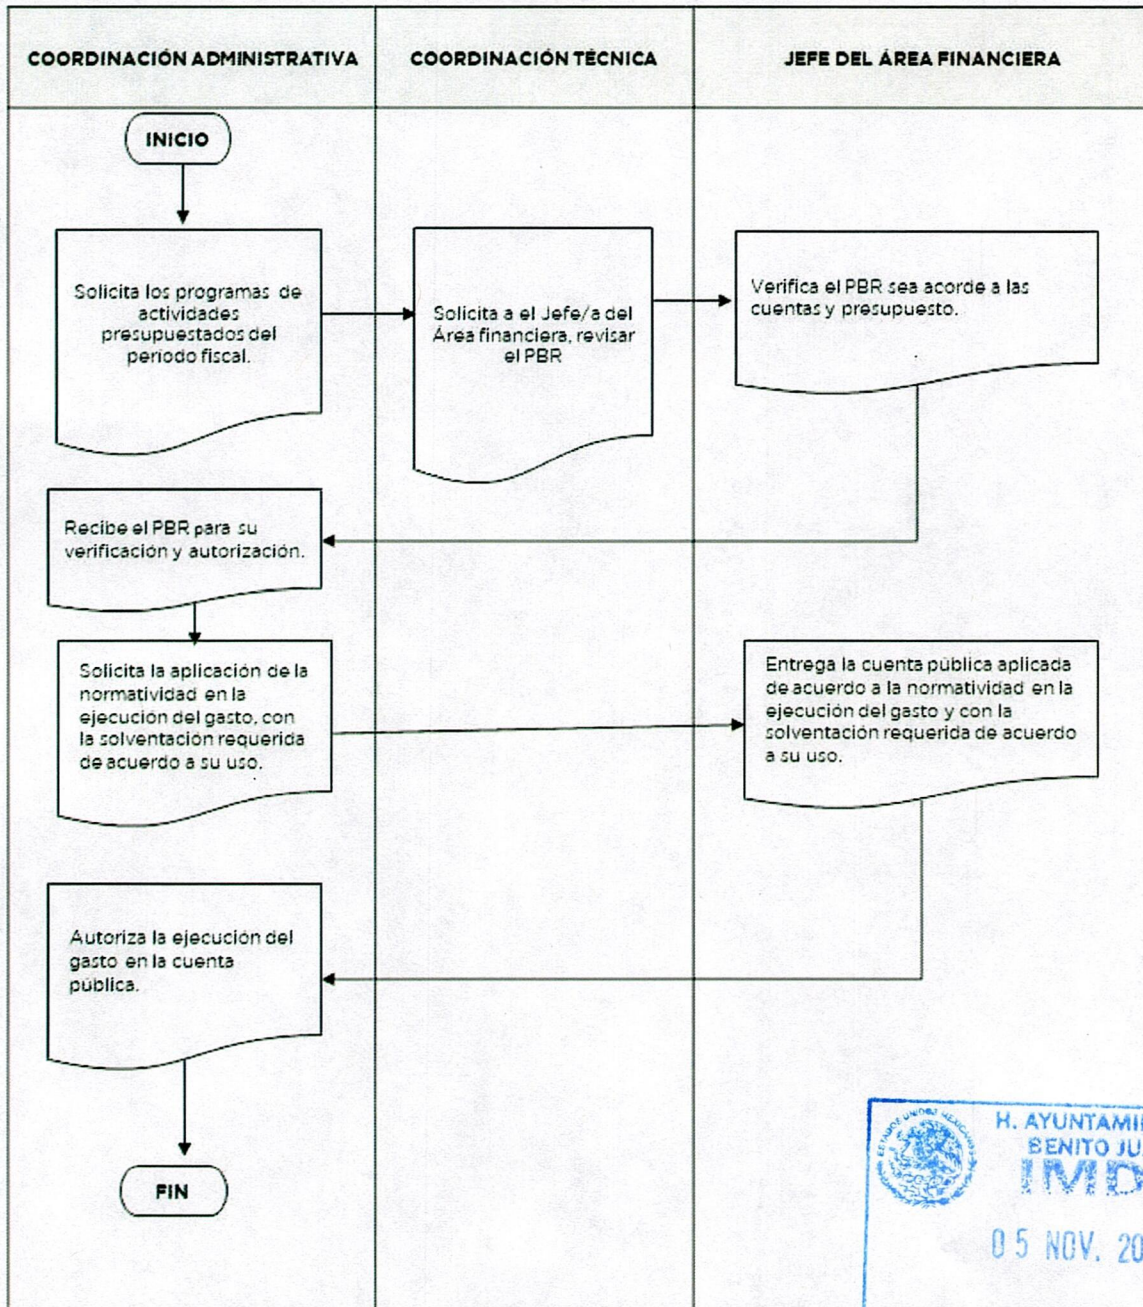 COORDINACIÓN ADMINISTRATIVA
COORDINACIÓN TÉCNICA
JEFE DEL ÁREA FINANCIERA
INICIO
Solicita los programas de
actividades
presupuestados del
periodo fiscal.
Solicita a el Jefe/a del
Área financiera, revisar
el PBR
Verifica el PBR sea acorde a las
cuentas y presupuesto.
Recibe el PBR para su
verificación y autorización.
Solicita la aplicación de la
normatividad en la
ejecución del gasto, con
la solventación requerida
de acuerdo a su uso.
Entrega la cuenta pública aplicada
de acuerdo a la normatividad en la
ejecución del gasto y con la
solventación requerida de acuerdo
a su uso.
Autoriza la ejecución del
gasto en la cuenta
pública.
FIN
ESTADOS UNIDOS MEXICANOS
H. AYUNTAMI
BENITO JU
IMD
05 NOV. 20